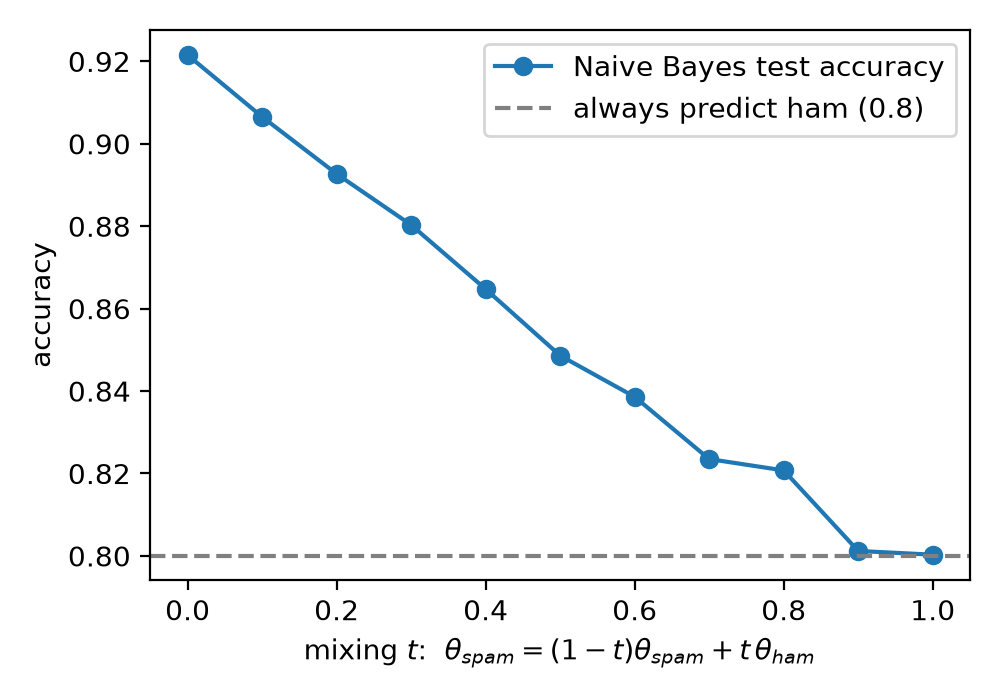 Naive Bayes test accuracy
always predict ham (0.8)
accuracy
0.92
0.90
0.88
0.86
0.84
0.82
0.80
0.0 0.2 0.4 0.6 0.8 1.0
mixing t: θ_spam = (1 − t)θ_spam + t θ_ham